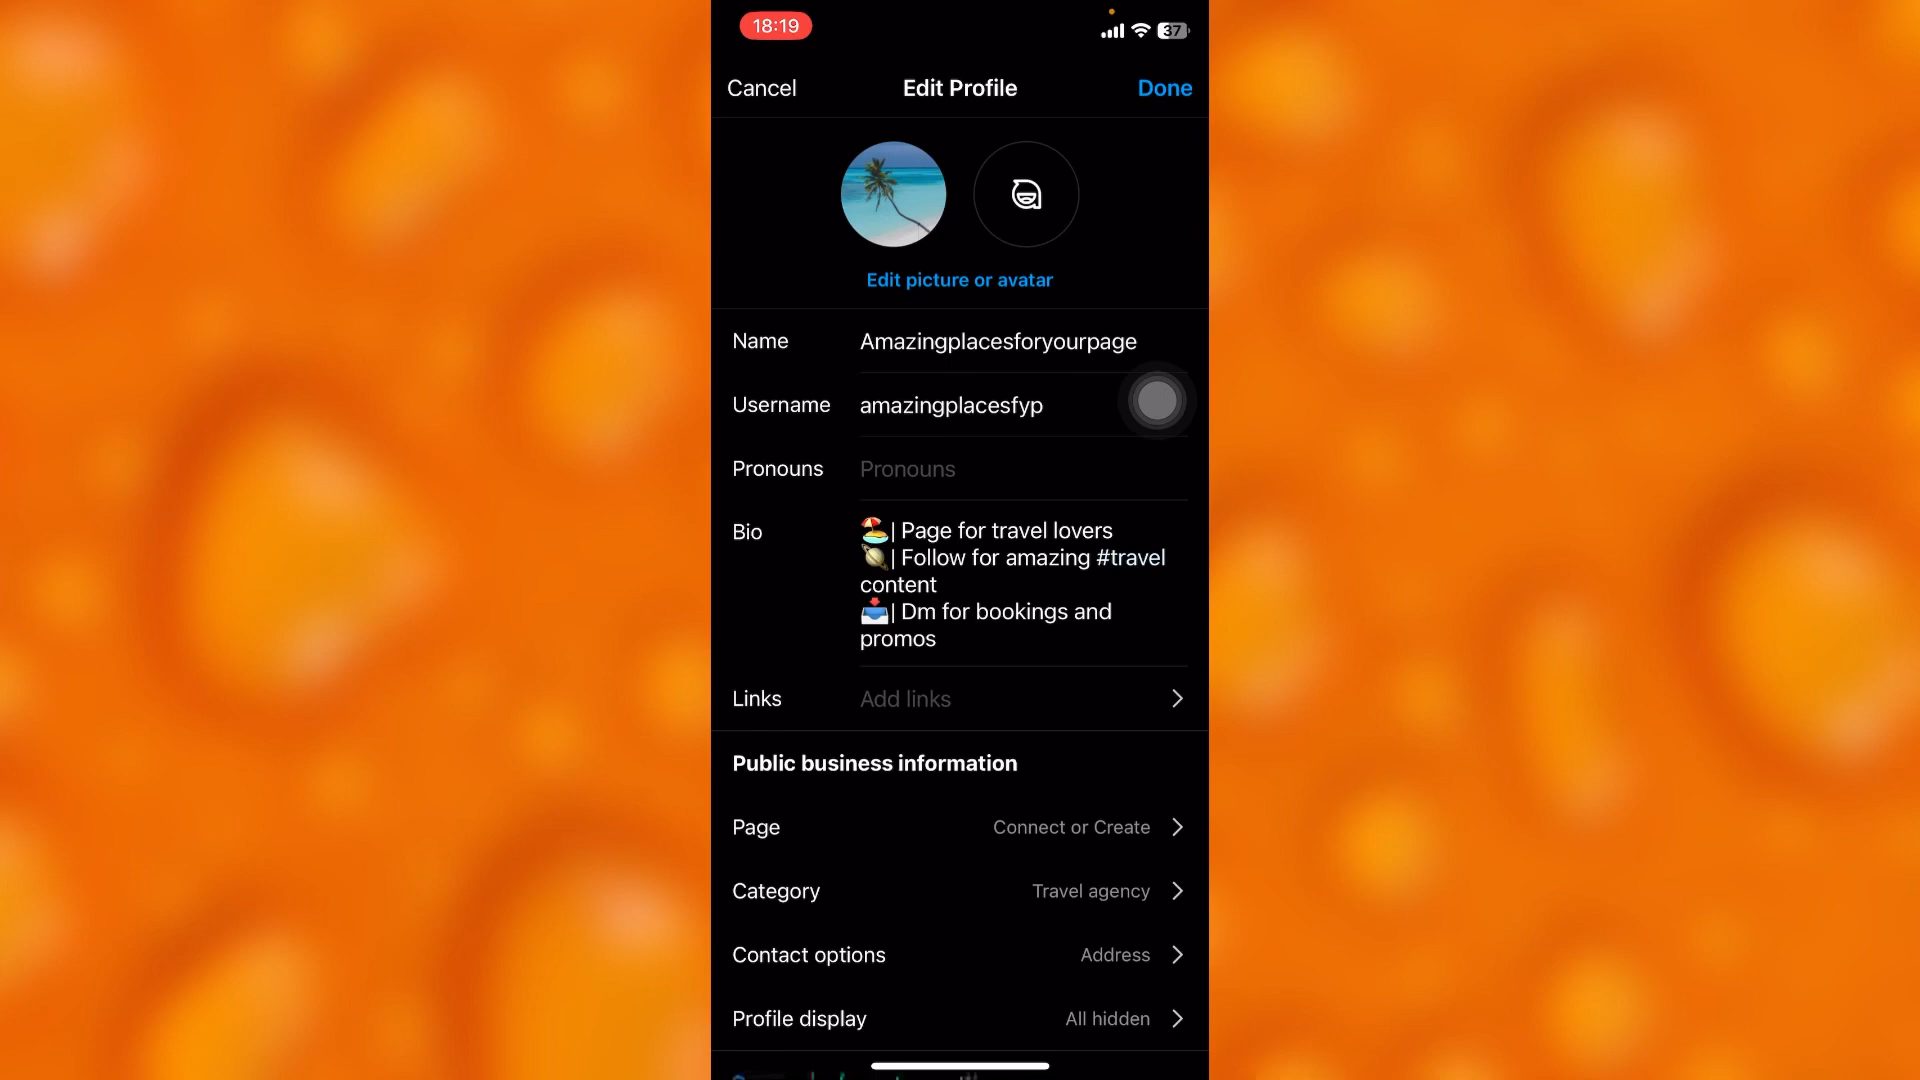 18:19
37
Cancel
Edit Profile
Done
Edit picture or avatar
Name
Amazingplacesforyourpage
Username
amazingplacesfyp
Pronouns
Pronouns
Bio
🏖️| Page for travel lovers
🪐| Follow for amazing #travel
content
📥| Dm for bookings and
promos
Links
Add links
Public business information
Page
Connect or Create
Category
Travel agency
Contact options
Address
Profile display
All hidden